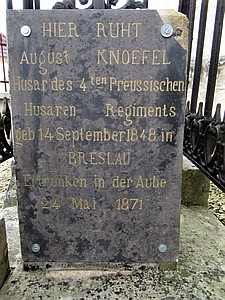 HIER RUHT
August KNOEFEL
Husar des 4ten Preussischen
Husaren Regiments
geb 14 September 1848 in
BRESLAU
Ertrunken in der Aube
24 Mai 1871